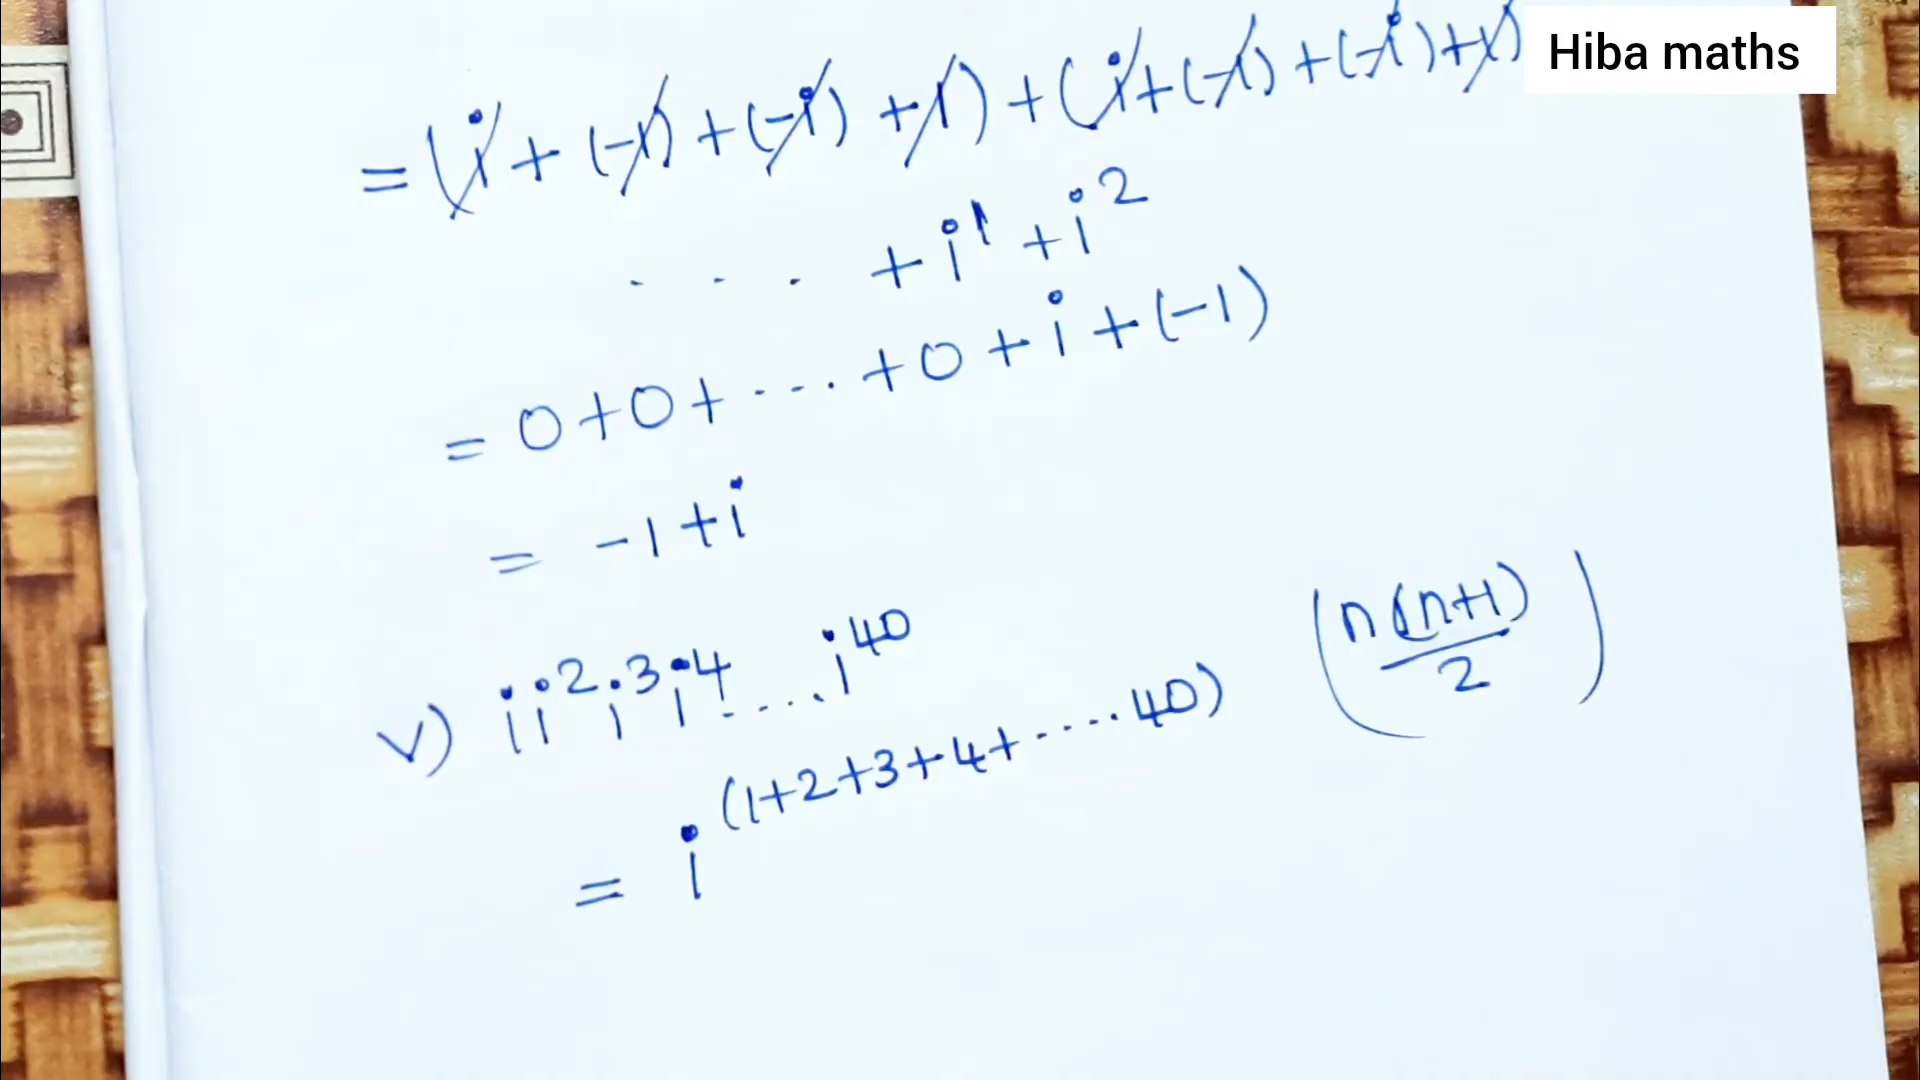 Hiba maths
= (i + (-1) + (-i) + 1) + (i + (-1) + (-i) + 1)
. . . + i¹ + i²
= 0 + 0 + .... + 0 + i + (-1)
= -1 + i
v) i i² i³ i⁴ .... i⁴⁰
= i^(1+2+3+4+.....40) (n(n+1)/2)